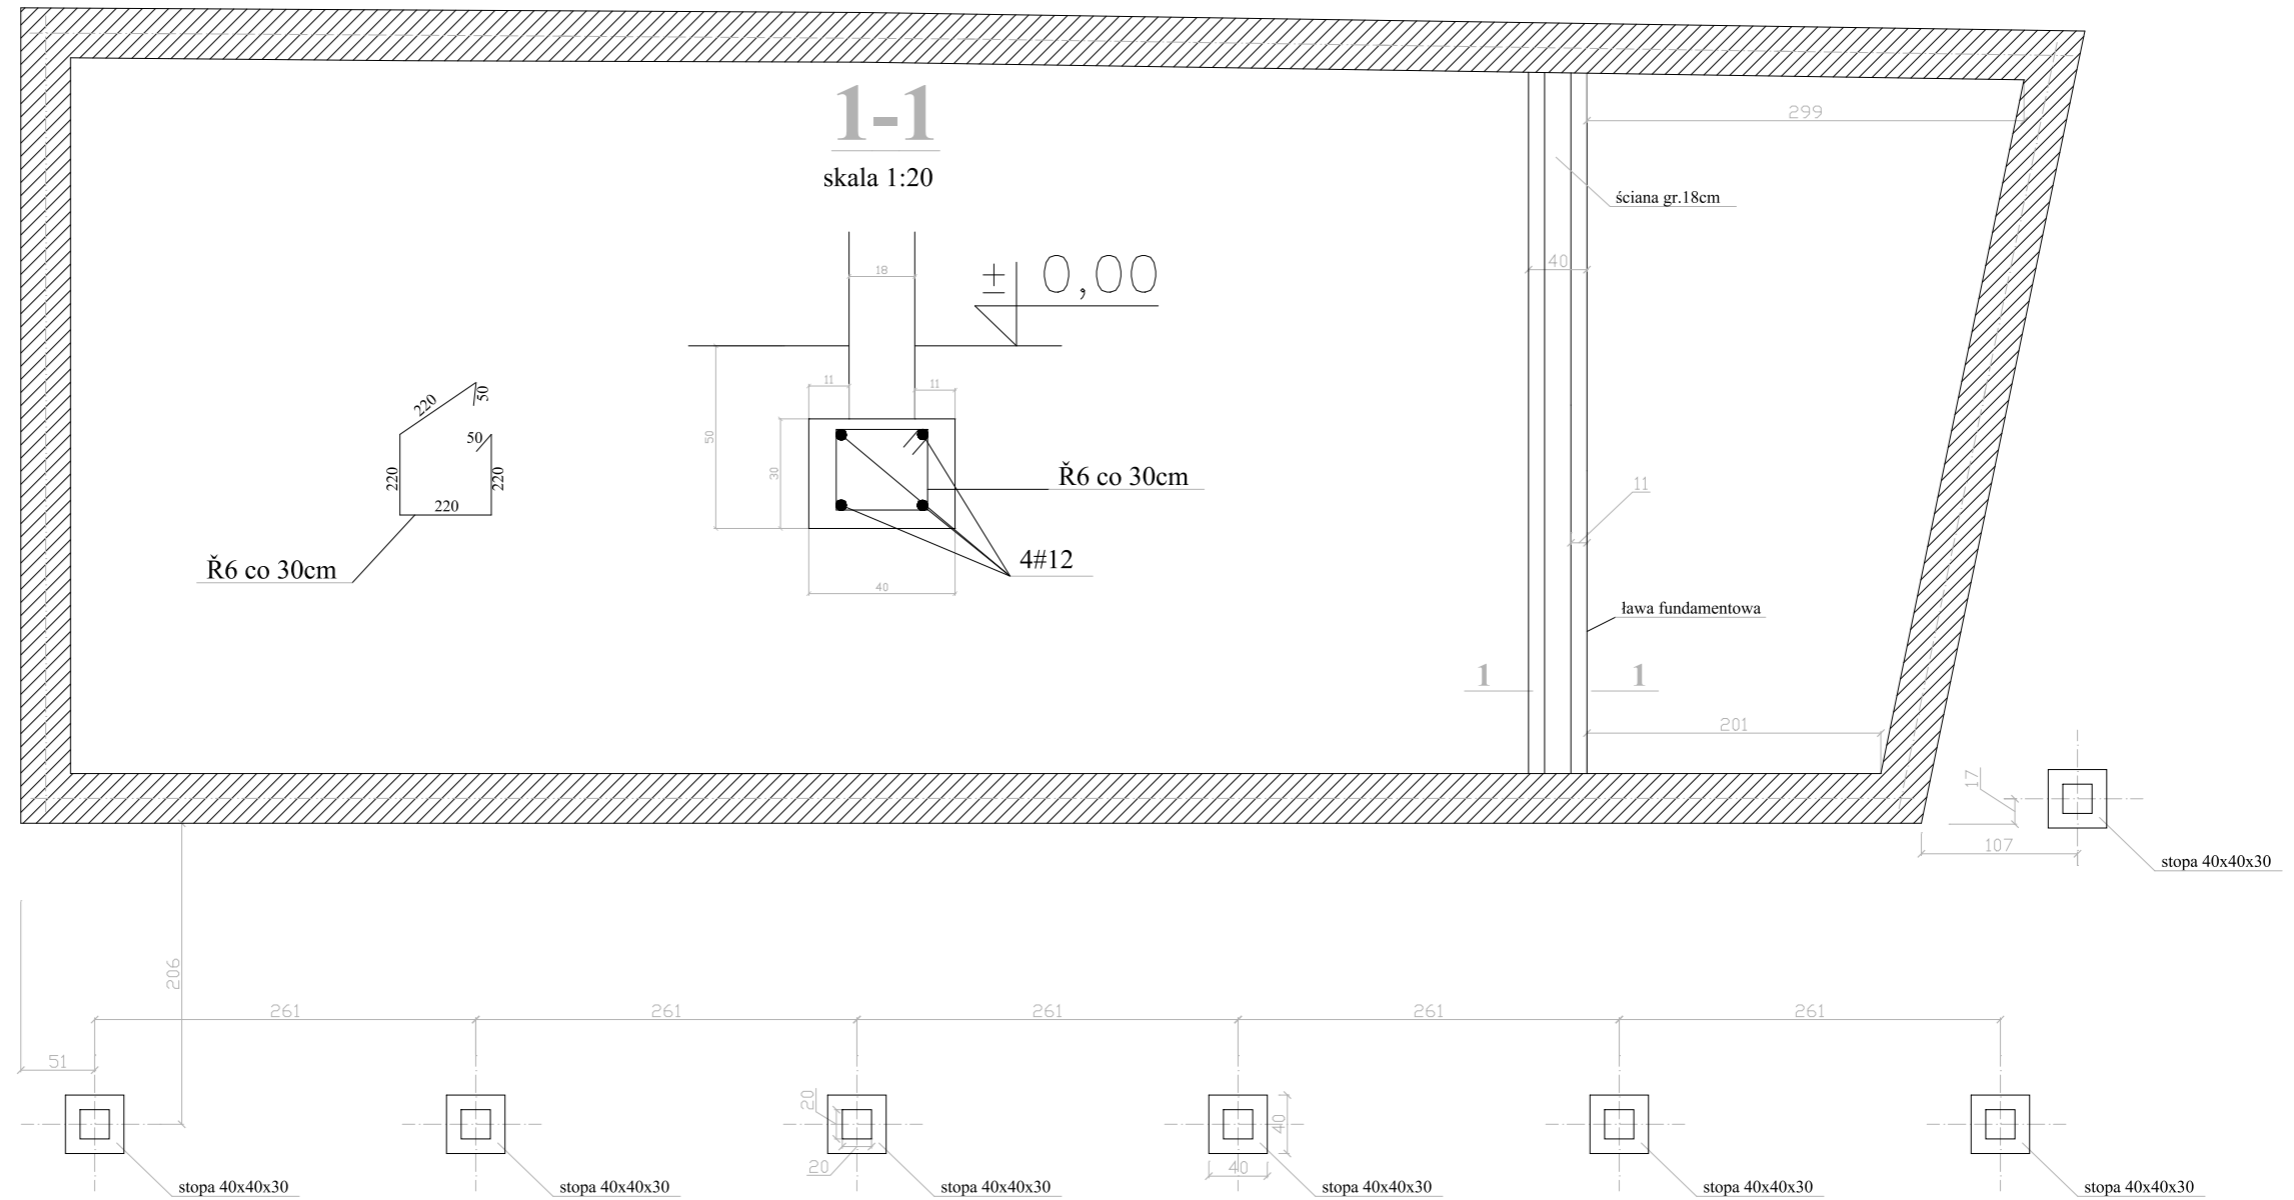 1-1
skala 1:20
299
ściana gr.18cm
40
18
± 0,00
11
11
50
30
220
50
50
220
220
220
Ř6 co 30cm
Ř6 co 30cm
4#12
40
11
ława fundamentowa
1
1
201
17
107
stopa 40x40x30
206
261
261
261
261
261
51
20
20
40
40
stopa 40x40x30
stopa 40x40x30
stopa 40x40x30
stopa 40x40x30
stopa 40x40x30
stopa 40x40x30